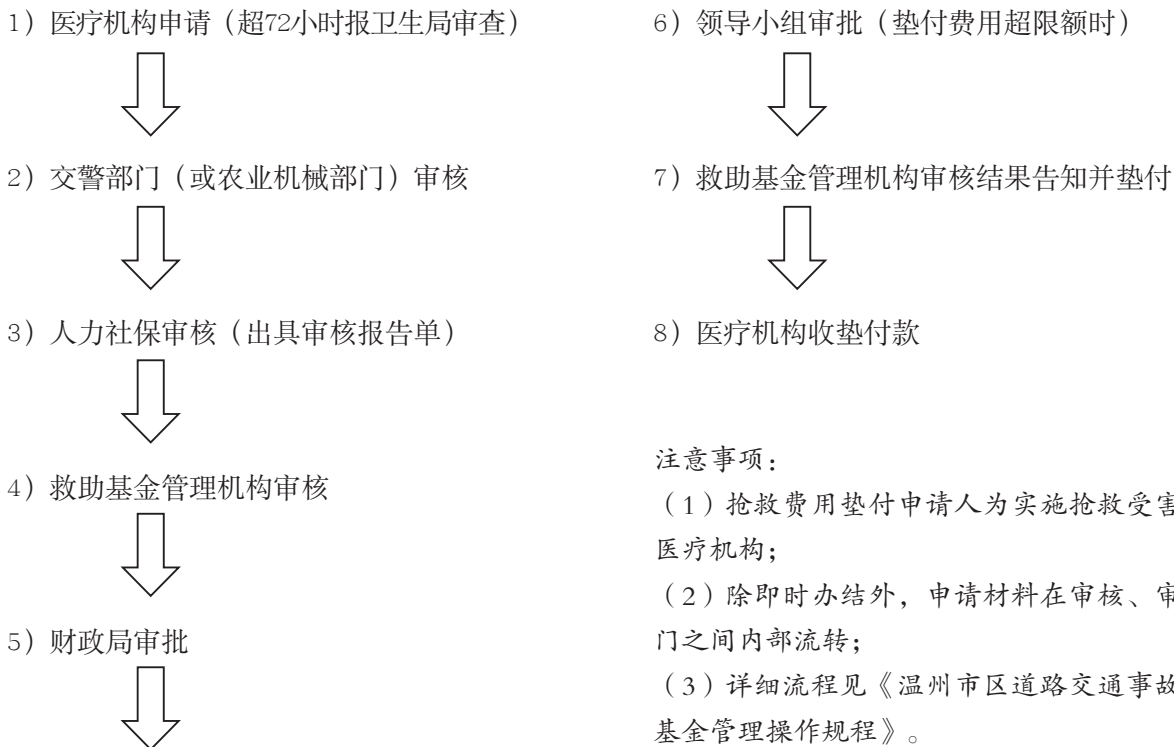 1）医疗机构申请（超72小时报卫生局审查）
2）交警部门（或农业机械部门）审核
3）人力社保审核（出具审核报告单）
4）救助基金管理机构审核
5）财政局审批
6）领导小组审批（垫付费用超限额时）
7）救助基金管理机构审核结果告知并垫付
8）医疗机构收垫付款
注意事项：
（1）抢救费用垫付申请人为实施抢救受害
医疗机构；
（2）除即时办结外，申请材料在审核、审
门之间内部流转；
（3）详细流程见《温州市区道路交通事故
基金管理操作规程》。